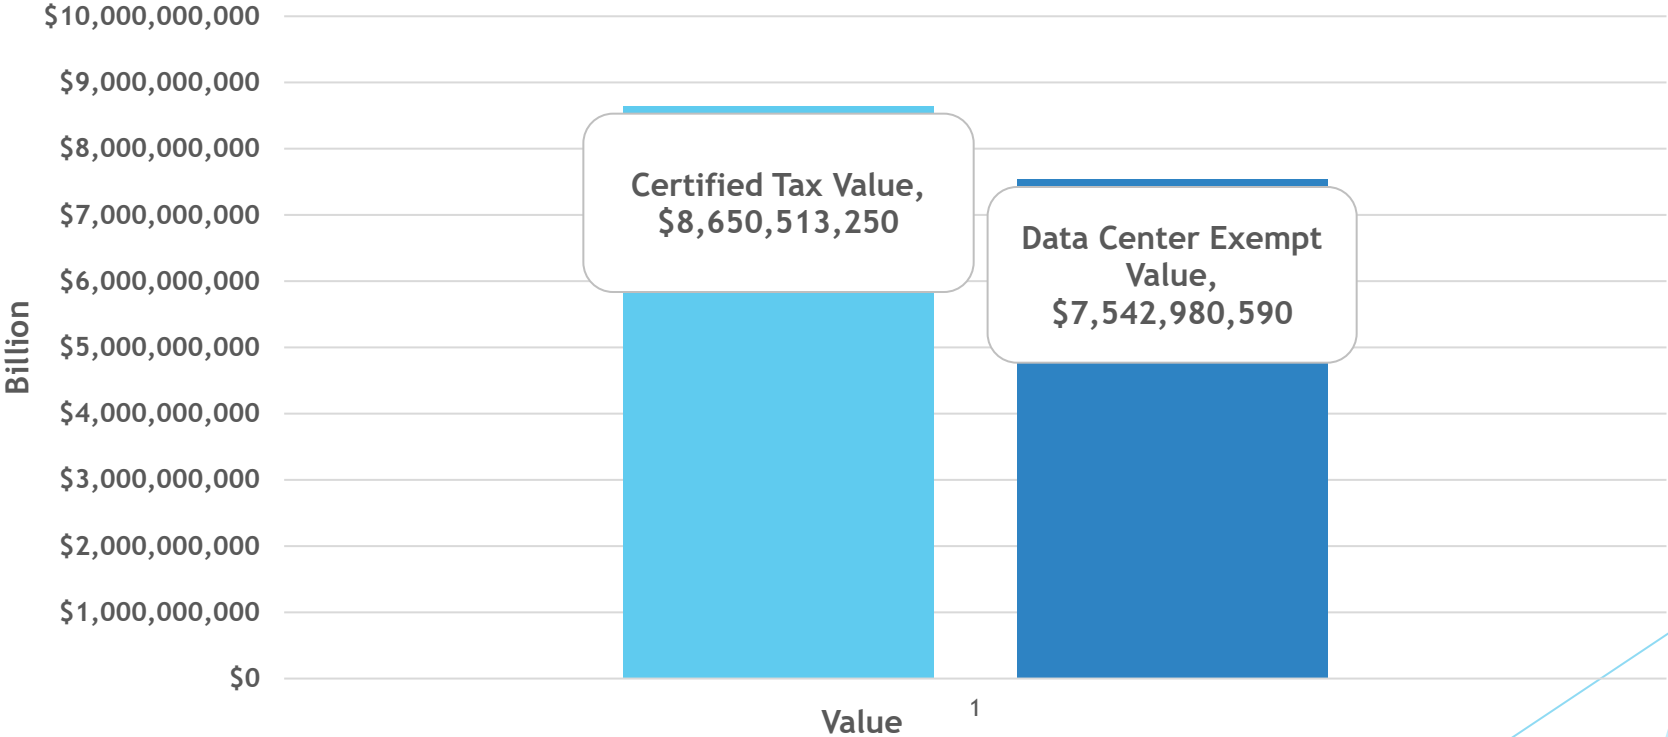 $10,000,000,000
$9,000,000,000
$8,000,000,000
$7,000,000,000
$6,000,000,000
$5,000,000,000
$4,000,000,000
$3,000,000,000
$2,000,000,000
$1,000,000,000
$0
Billion
Certified Tax Value,
$8,650,513,250
Data Center Exempt
Value,
$7,542,980,590
1
Value